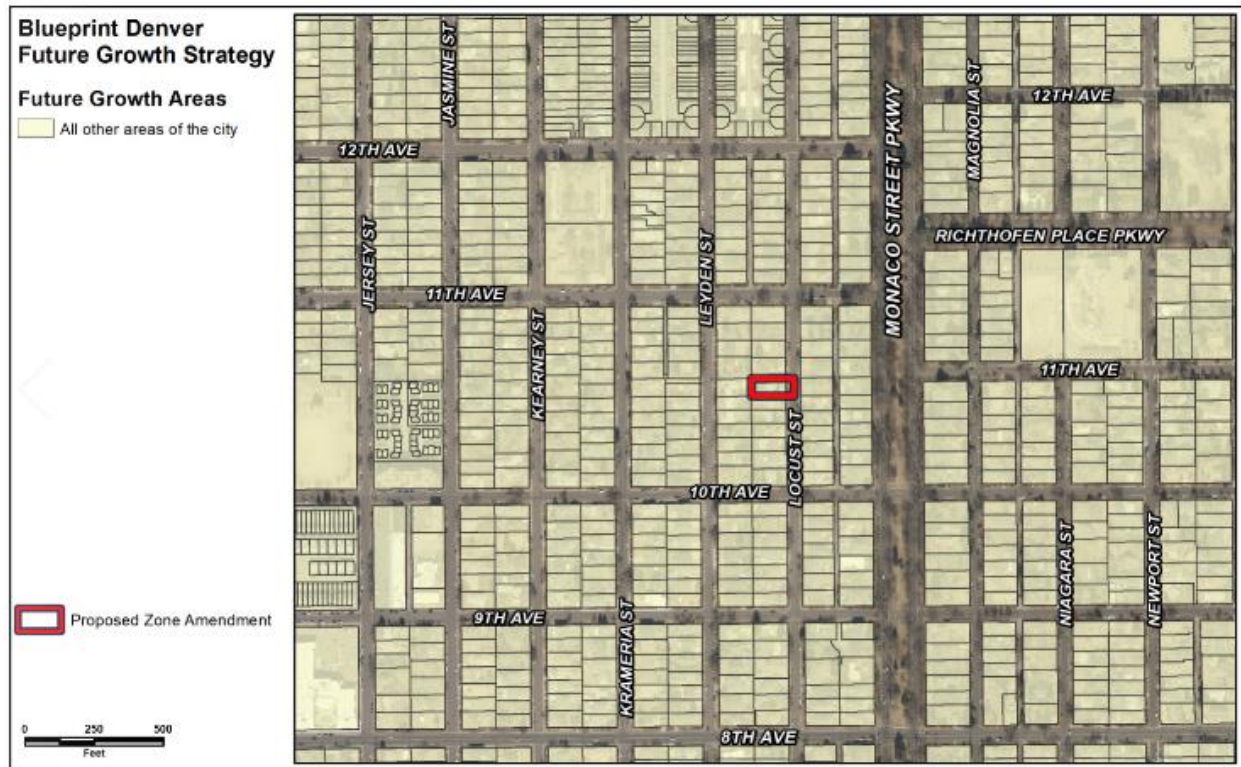 Blueprint Denver
Future Growth Strategy
Future Growth Areas
All other areas of the city
JASMINE ST
MONACO STREET PKWY
MAGNOLIA ST
12TH AVE
12TH AVE
JERSEY ST
LEYDEN ST
RICHTHOFEN PLACE PKWY
11TH AVE
KEARNEY ST
11TH AVE
LOCUST ST
10TH AVE
NIAGARA ST
NEWPORT ST
Proposed Zone Amendment
9TH AVE
KRAMERIA ST
8TH AVE
0 250 500
Feet